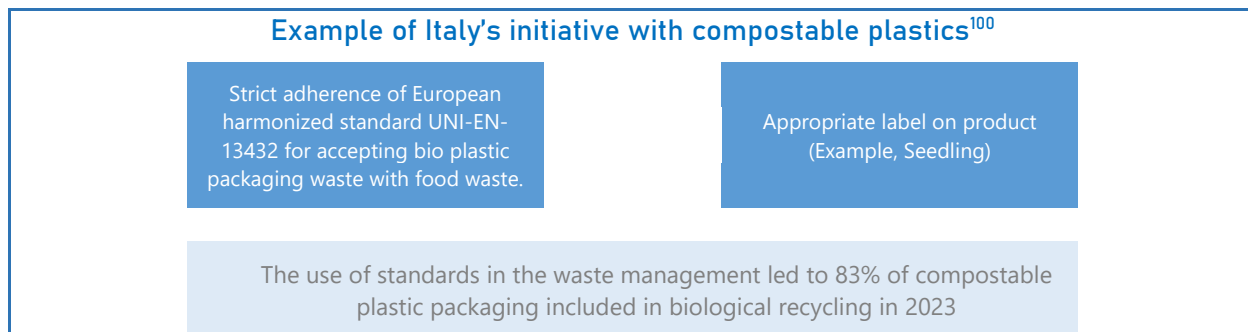 Example of Italy's initiative with compostable plastics100
Strict adherence of European
harmonized standard UNI-EN-
13432 for accepting bio plastic
packaging waste with food waste.
Appropriate label on product
(Example, Seedling)
The use of standards in the waste management led to 83% of compostable
plastic packaging included in biological recycling in 2023